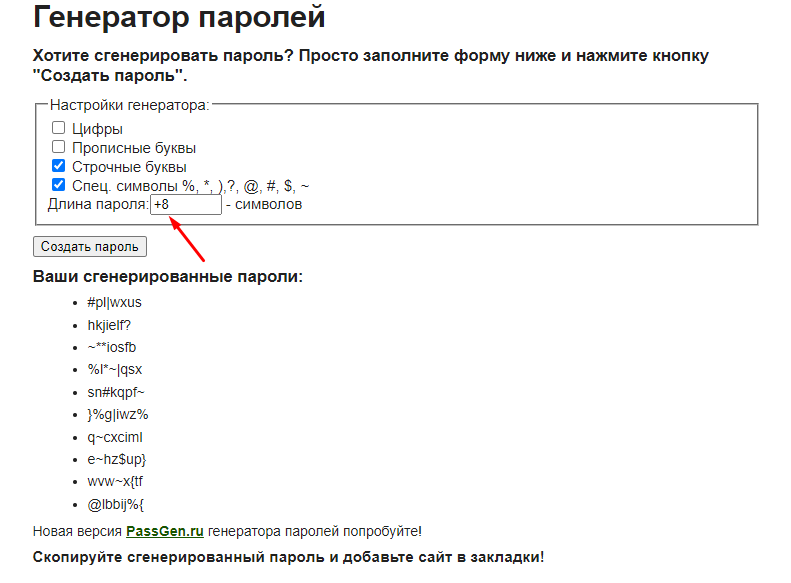 Генератор паролей
Хотите сгенерировать пароль? Просто заполните форму ниже и нажмите кнопку
"Создать пароль".
Настройки генератора:
Цифры
Прописные буквы
Строчные буквы
Спец. символы %, *, ),?, @, #, $, ~
Длина пароля: +8 - символов
Создать пароль
Ваши сгенерированные пароли:
#pl|wxus
hkjielf?
~**iosfb
%l*~|qsx
sn#kqpf~
}%g|iwz%
q~cxciml
e~hz$up}
wvw~x{tf
@lbbij%{
Новая версия PassGen.ru генератора паролей попробуйте!
Скопируйте сгенерированный пароль и добавьте сайт в закладки!